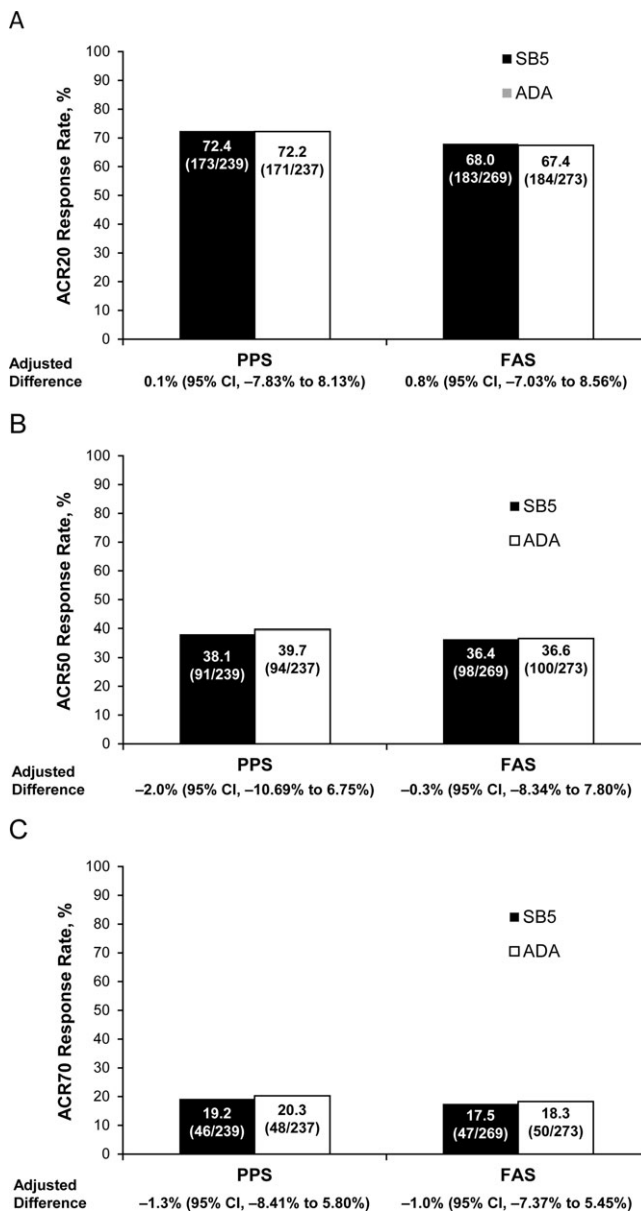 A
ACR20 Response Rate, %
100
90
80
70
60
50
40
30
20
10
0
SB5
ADA
72.4
(173/239)
72.2
(171/237)
68.0
(183/269)
67.4
(184/273)
PPS
FAS
Adjusted
Difference
0.1% (95% CI, –7.83% to 8.13%)
0.8% (95% CI, –7.03% to 8.56%)
B
ACR50 Response Rate, %
100
90
80
70
60
50
40
30
20
10
0
SB5
ADA
38.1
(91/239)
39.7
(94/237)
36.4
(98/269)
36.6
(100/273)
PPS
FAS
Adjusted
Difference
–2.0% (95% CI, –10.69% to 6.75%)
–0.3% (95% CI, –8.34% to 7.80%)
C
ACR70 Response Rate, %
100
90
80
70
60
50
40
30
20
10
0
SB5
ADA
19.2
(46/239)
20.3
(48/237)
17.5
(47/269)
18.3
(50/273)
PPS
FAS
Adjusted
Difference
–1.3% (95% CI, –8.41% to 5.80%)
–1.0% (95% CI, –7.37% to 5.45%)